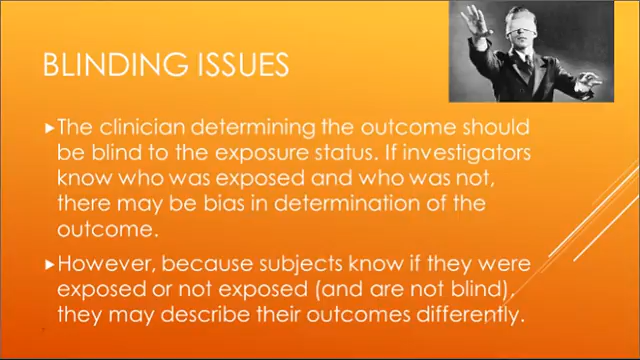 BLINDING ISSUES
The clinician determining the outcome should
be blind to the exposure status. If investigators
know who was exposed and who was not,
there may be bias in determination of the
outcome.
However, because subjects know if they were
exposed or not exposed (and are not blind),
they may describe their outcomes differently.